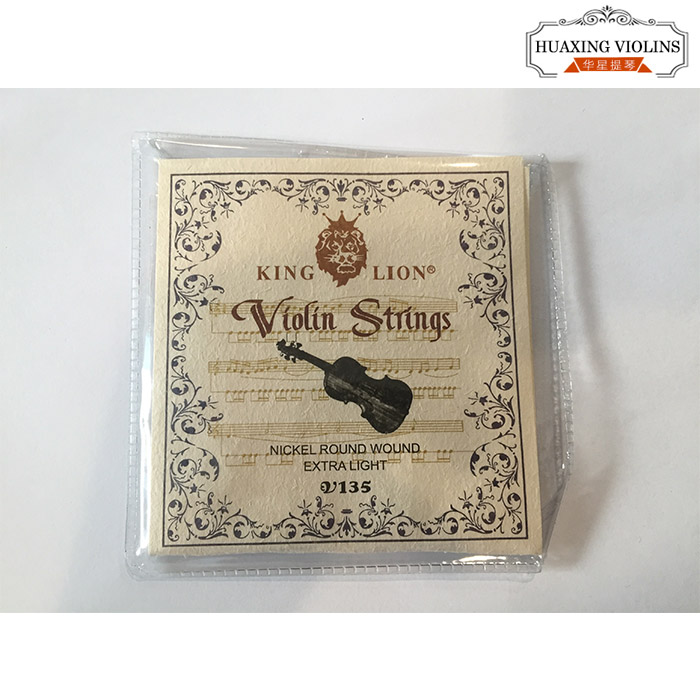 HUAXING VIOLINS
华星提琴
KING LION®
Violin Strings
NICKEL ROUND WOUND
EXTRA LIGHT
V135